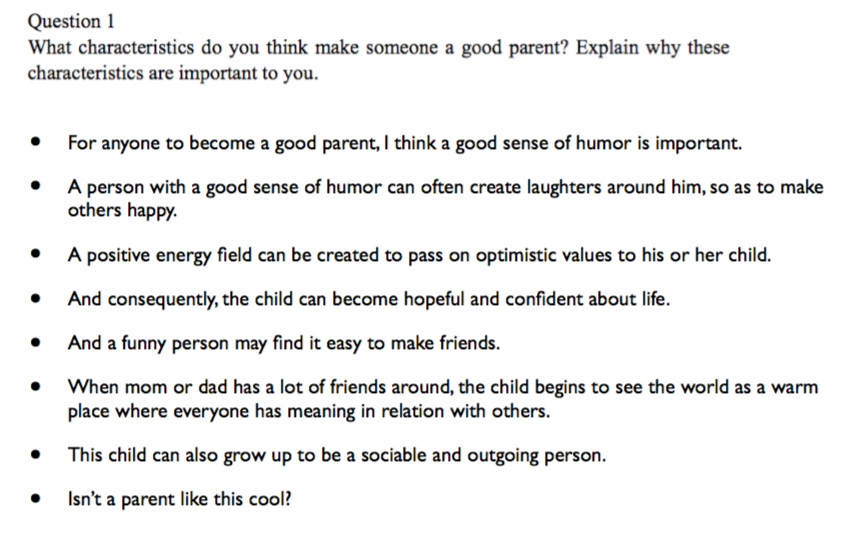 Question 1
What characteristics do you think make someone a good parent? Explain why these
characteristics are important to you.
• For anyone to become a good parent, I think a good sense of humor is important.
• A person with a good sense of humor can often create laughters around him, so as to make
others happy.
• A positive energy field can be created to pass on optimistic values to his or her child.
• And consequently, the child can become hopeful and confident about life.
• And a funny person may find it easy to make friends.
• When mom or dad has a lot of friends around, the child begins to see the world as a warm
place where everyone has meaning in relation with others.
• This child can also grow up to be a sociable and outgoing person.
• Isn't a parent like this cool?